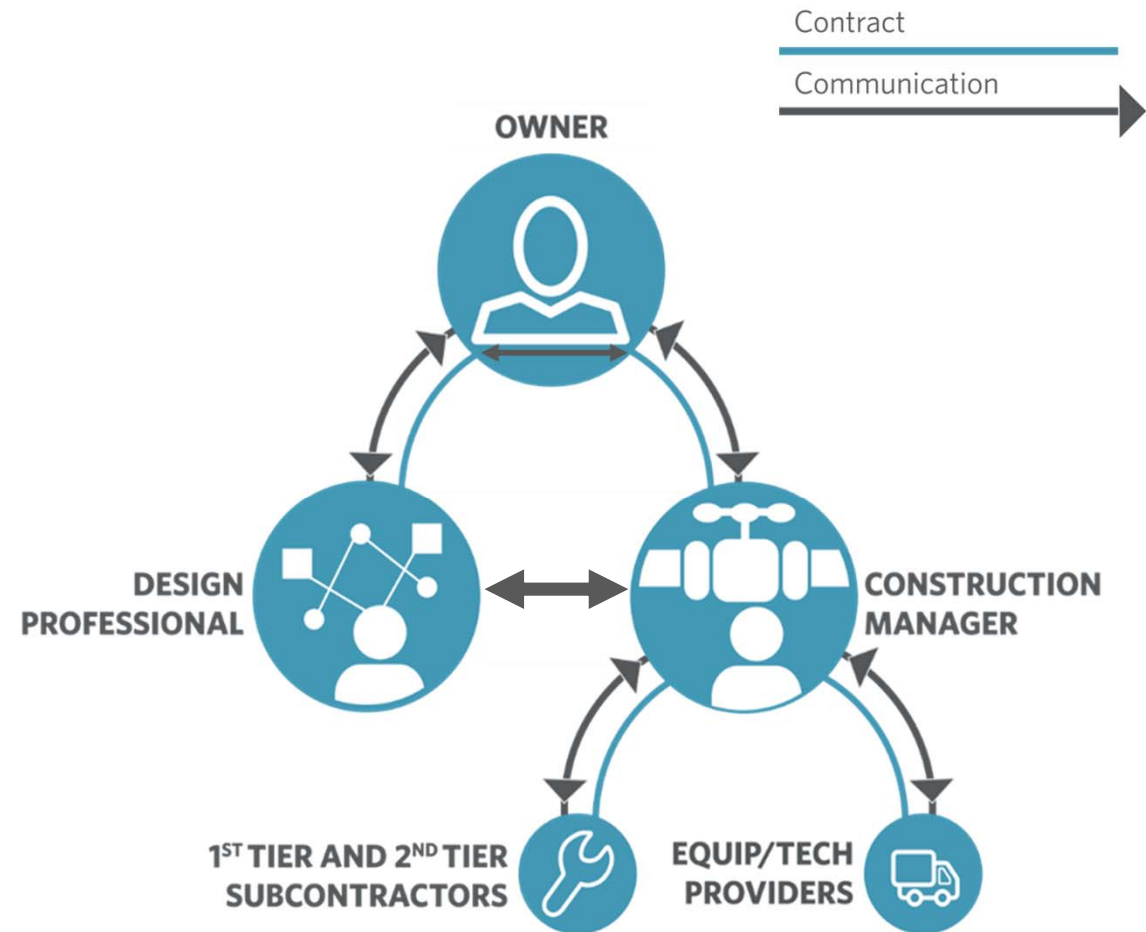 Contract
Communication
OWNER
DESIGN
PROFESSIONAL
CONSTRUCTION
MANAGER
1ST TIER AND 2ND TIER
SUBCONTRACTORS
EQUIP/TECH
PROVIDERS